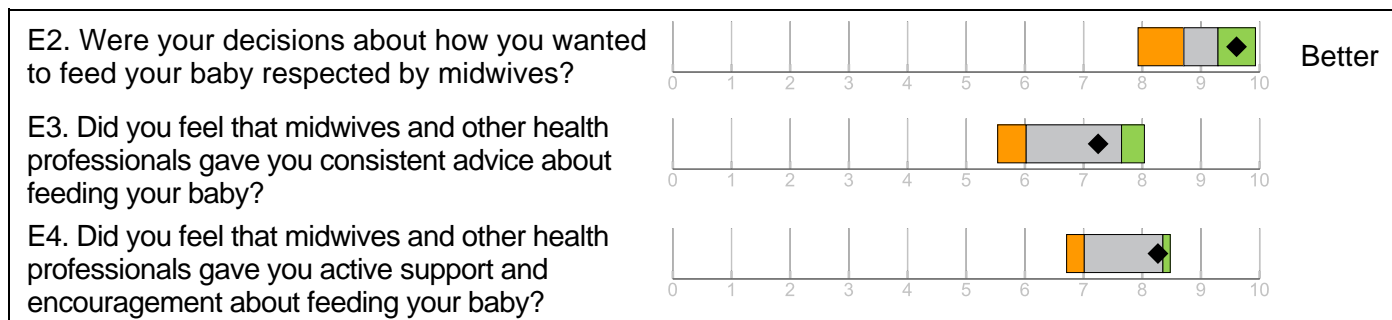 E2. Were your decisions about how you wanted
to feed your baby respected by midwives?
0 1 2 3 4 5 6 7 8 9 10
Better
E3. Did you feel that midwives and other health
professionals gave you consistent advice about
feeding your baby?
0 1 2 3 4 5 6 7 8 9 10
E4. Did you feel that midwives and other health
professionals gave you active support and
encouragement about feeding your baby?
0 1 2 3 4 5 6 7 8 9 10